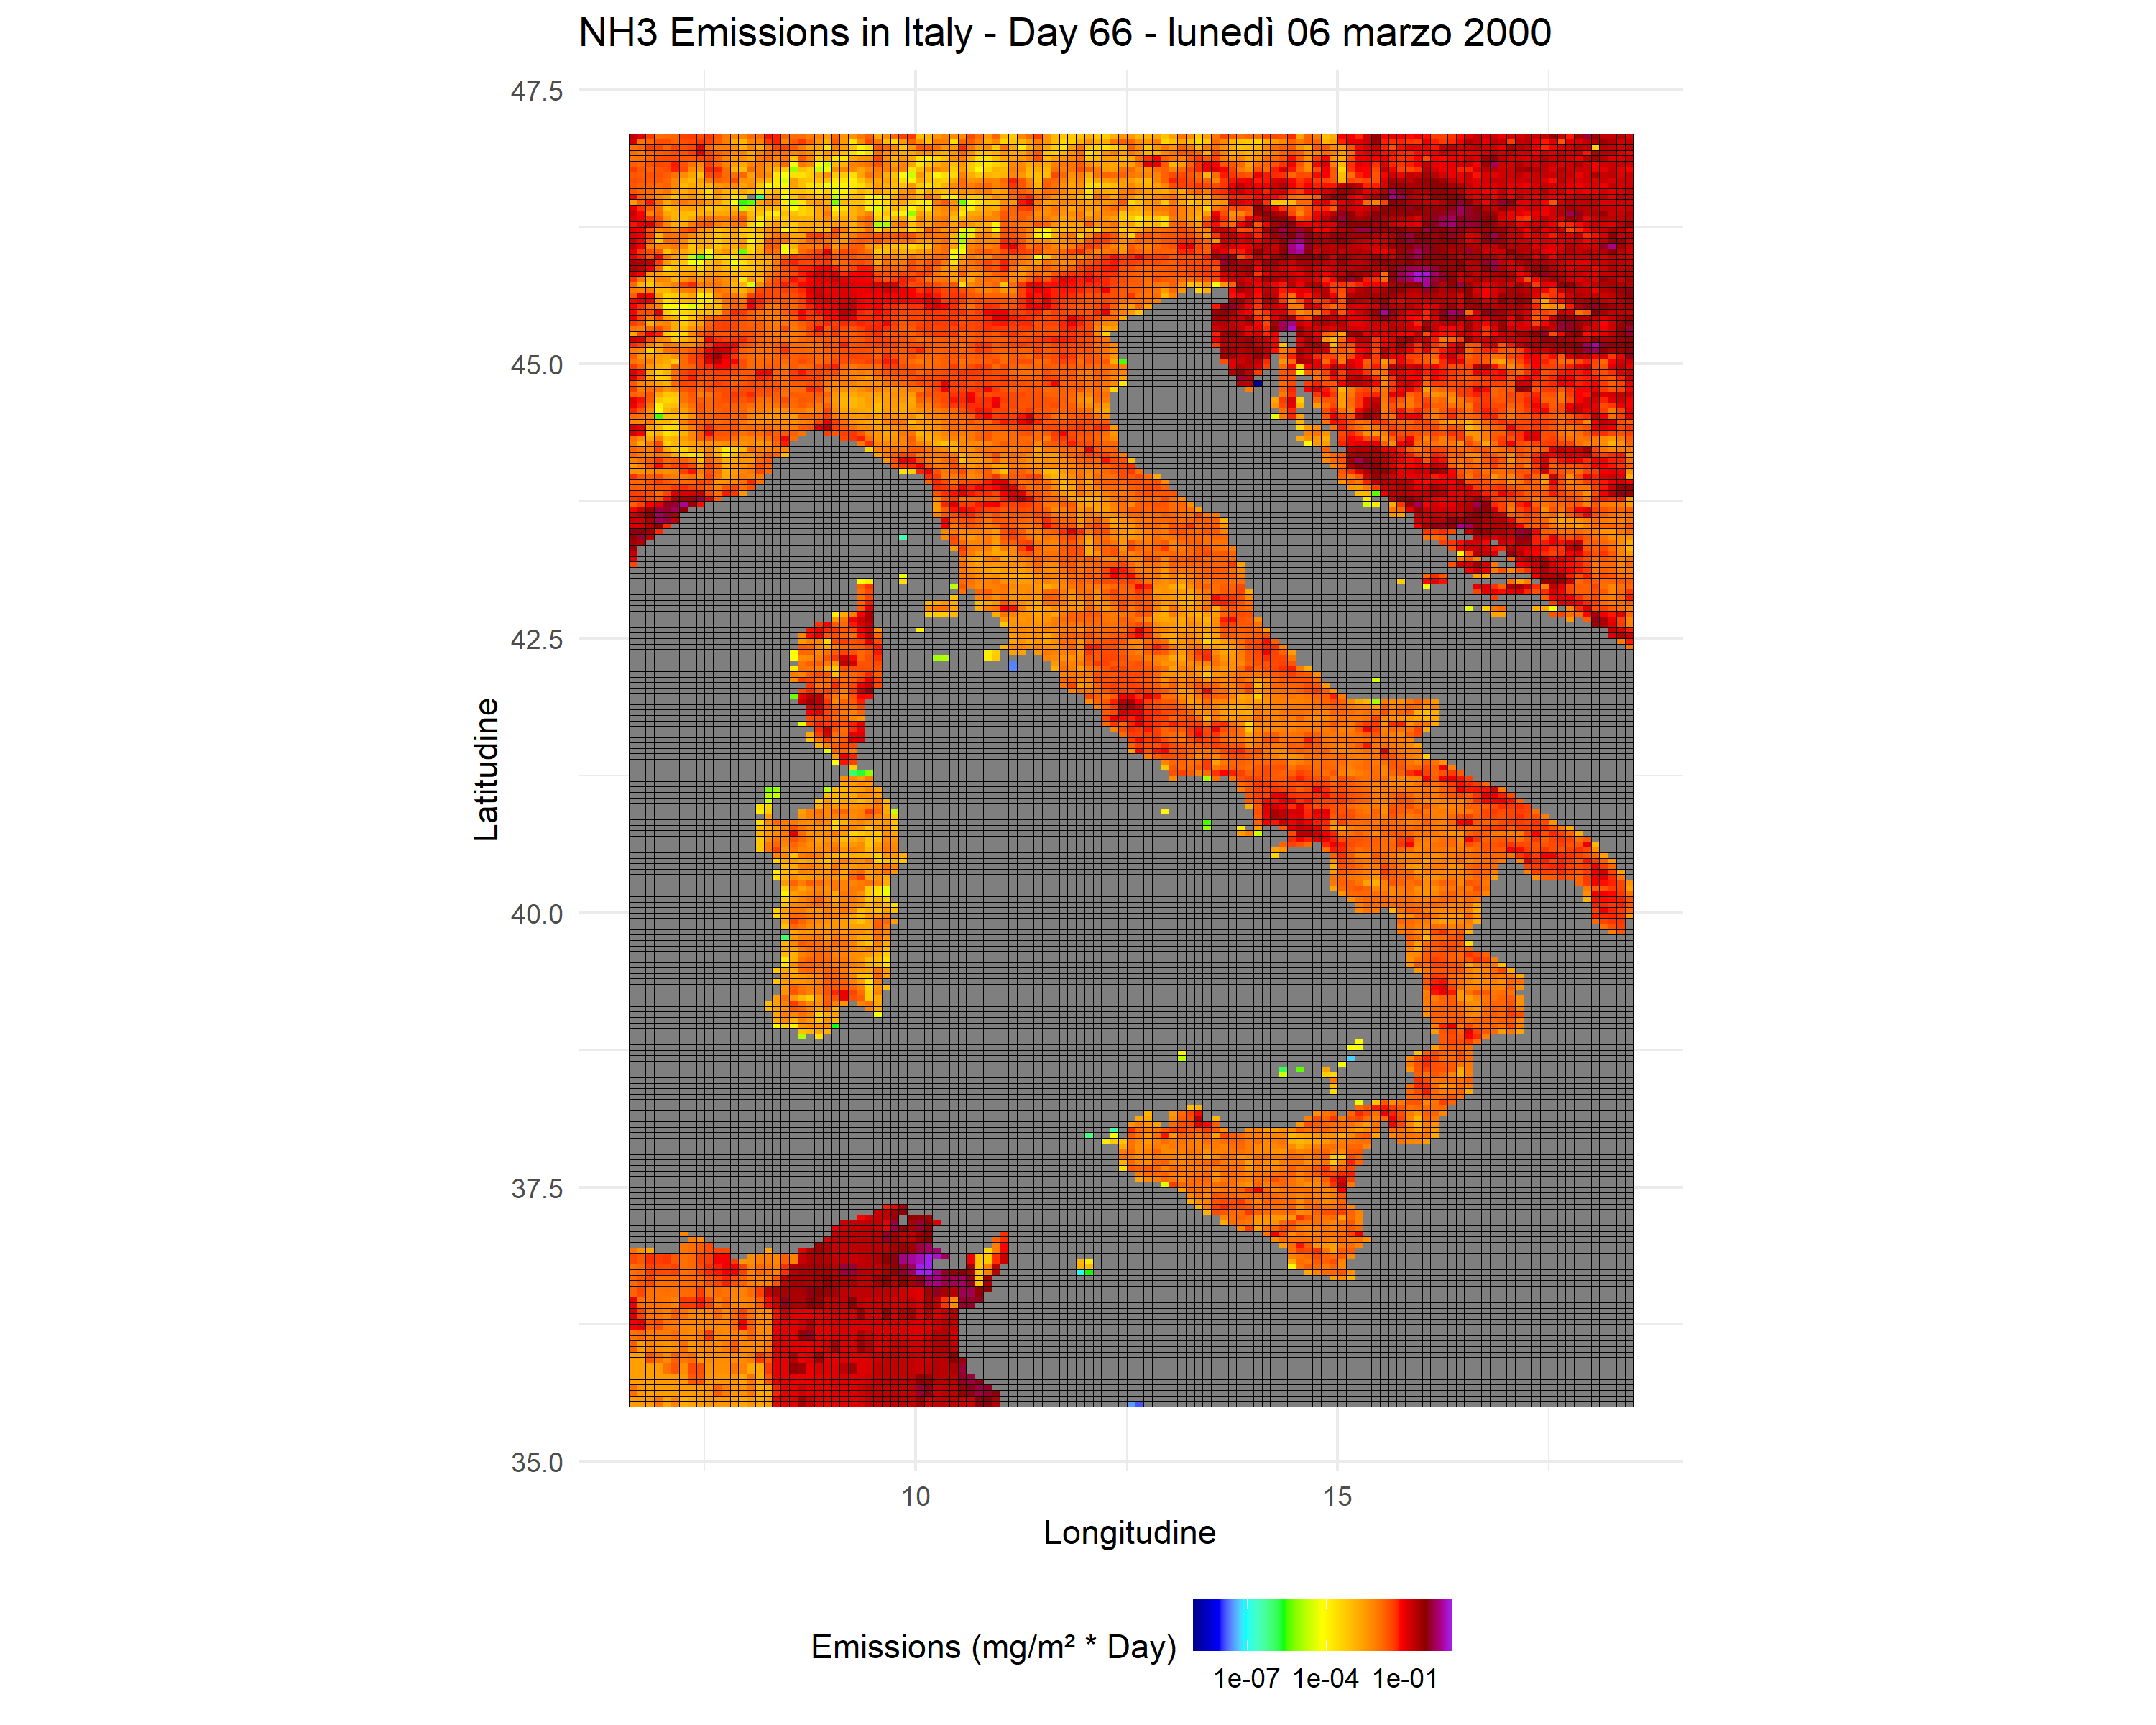 NH3 Emissions in Italy - Day 66 - lunedì 06 marzo 2000
47.5
45.0
42.5
40.0
37.5
35.0
Latitudine
10
15
Longitudine
Emissions (mg/m² * Day)
1e-07
1e-04
1e-01